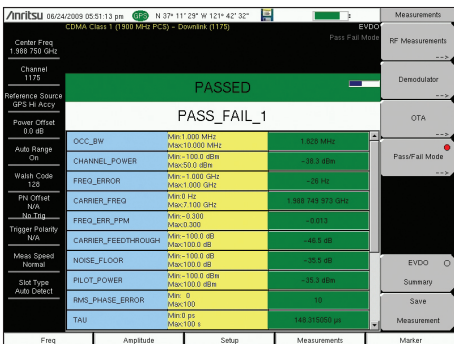 Anritsu 06/24/2009 05:51:13 pm GPS N 37° 11' 29" W 121° 42' 32"
Measurements
CDMA Class 1 (1900 MHz PCS) - Downlink (1175)
EVDO
Pass Fail Mode
Center Freq
1.988 750 GHz
Channel
1175
Reference Source
GPS Hi Accy
Power Offset
0.0 dB
Auto Range
On
Walsh Code
128
PN Offset
N/A
No Trig
Trigger Polarity
N/A
Meas Speed
Normal
Slot Type
Auto Detect
PASSED
PASS_FAIL_1
OCC_BW
Min:1.000 MHz
Max:10.000 MHz
1.628 MHz
CHANNEL_POWER
Min:-100.0 dBm
Max:50.0 dBm
-38.3 dBm
FREQ_ERROR
Min:-1.000 GHz
Max:1.000 GHz
-26 Hz
CARRIER_FREQ
Min:0 Hz
Max:7.100 GHz
1.988 749 973 GHz
FREQ_ERR_PPM
Min:-0.300
Max:0.300
-0.013
CARRIER_FEEDTHROUGH
Min:-100.0 dB
Max:100.0 dB
-46.5 dB
NOISE_FLOOR
Min:-100.0 dB
Max:100.0 dB
-35.5 dB
PILOT_POWER
Min:-100.0 dBm
Max:100.0 dBm
-35.3 dBm
RMS_PHASE_ERROR
Min: 0
Max:100
10
TAU
Min:0 ps
Max:100 s
148.315050 µs
RF Measurements
-->
Demodulator
-->
OTA
-->
Pass/Fail Mode
-->
EVDO
Summary
Save
Measurement
Freq
Amplitude
Setup
Measurements
Marker